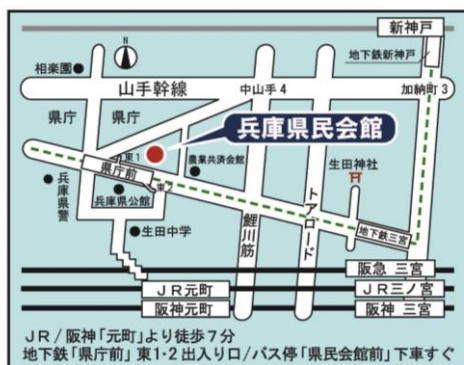 新神戸
地下鉄新神戸
相楽園
N
山手幹線
中山手4
加納町3
県庁
県庁
兵庫県民会館
東1
県庁前
東2
農業共済会館
生田神社
兵庫県警
兵庫県公館
生田中学
鯉川筋
トアロード
地下鉄三宮
阪急 三宮
JR元町
JR三ノ宮
阪神元町
阪神 三宮
JR/阪神「元町」より徒歩7分
地下鉄「県庁前」東1・2出入り口/バス停「県民会館前」下車すぐ